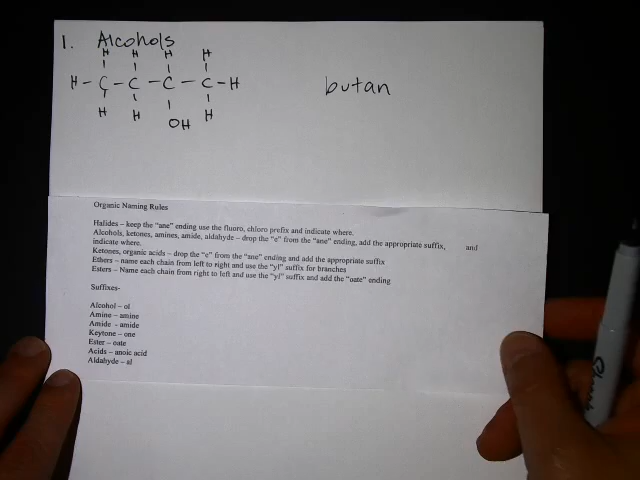 1. Alcohols
H H H H
H - C - C - C - C - H
H H OH H
butan
Organic Naming Rules
Halides – keep the "ane" ending use the fluoro, chloro prefix and indicate where.
Alcohols, ketones, amines, amide, aldahyde – drop the "e" from the "ane" ending, add the appropriate suffix, and
indicate where.
Ketones, organic acids – drop the "e" from the "ane" ending and add the appropriate suffix
Ethers – name each chain from left to right and use the "yl" suffix for branches
Esters – Name each chain from right to left and use the "yl" suffix and add the "oate" ending
Suffixes-
Alcohol – ol
Amine – amine
Amide - amide
Keytone – one
Ester – oate
Acids – anoic acid
Aldahyde – al